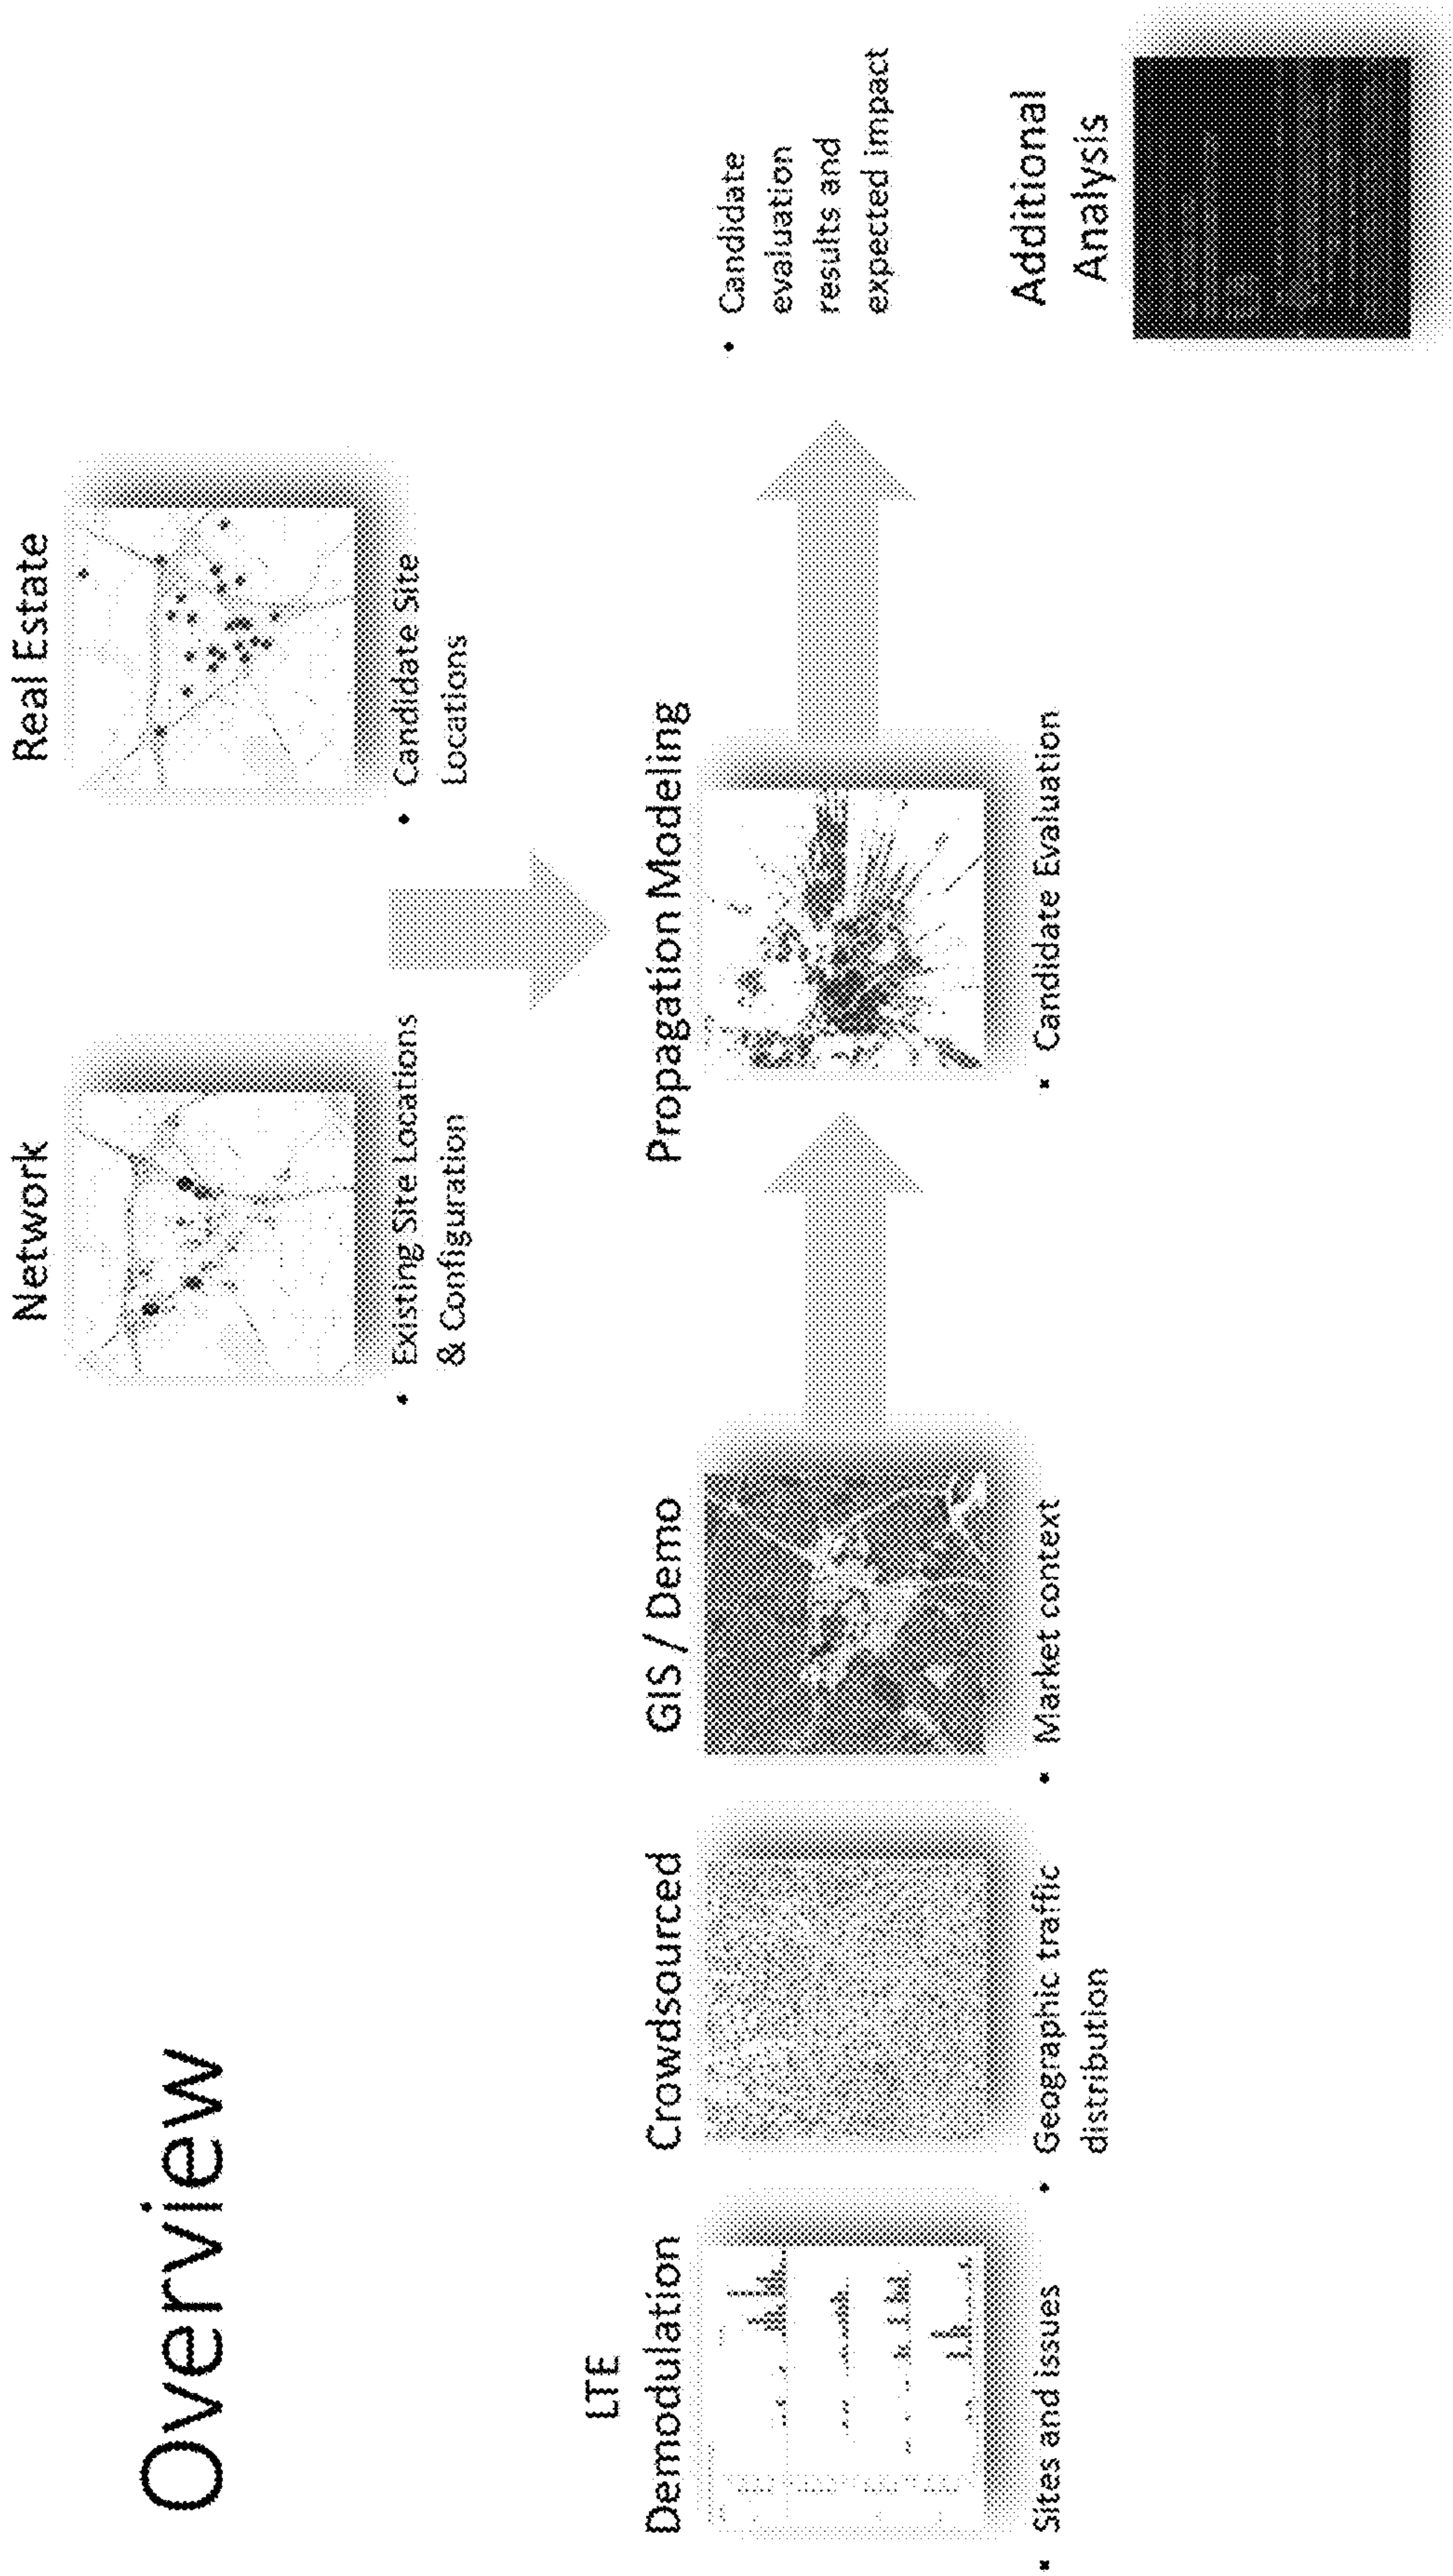 Overview
Network
• Existing Site Locations
& Configuration
Real Estate
• Candidate Site
Locations
LTE
Demodulation
• Sites and issues
Crowdsourced
• Geographic traffic
distribution
GIS / Demo
• Market context
Propagation Modeling
• Candidate Evaluation
• Candidate
evaluation
results and
expected impact
Additional
Analysis